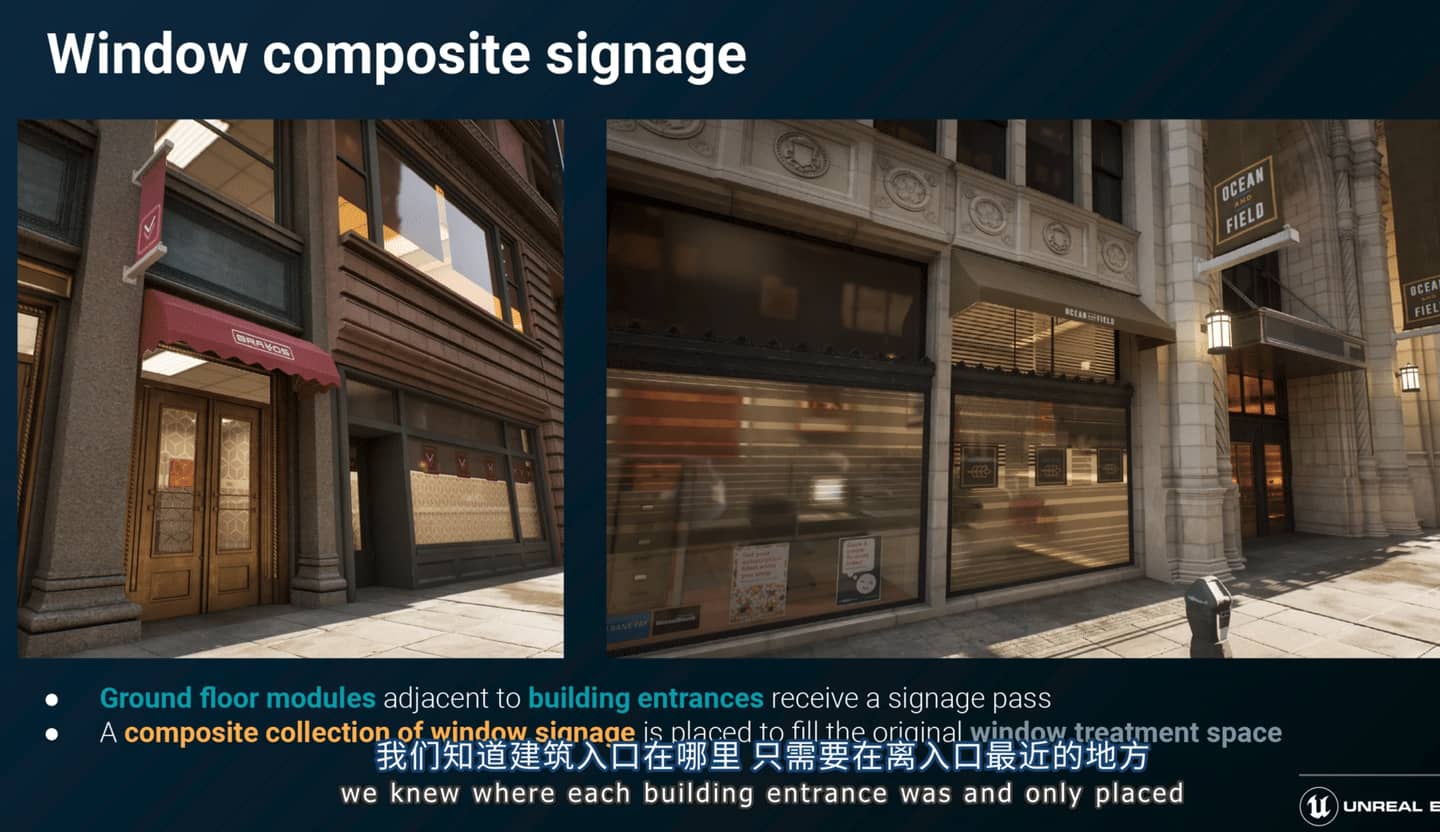 Window composite signage
OCEAN
AND
FIELD
BRAVOS
OCEAN AND FIELD
OCEA
FIEL
Ground floor modules adjacent to building entrances receive a signage pass
A composite collection of window signage is placed to fill the original window treatment space
我们知道建筑入口在哪里 只需要在离入口最近的地方
we knew where each building entrance was and only placed
UNREAL E